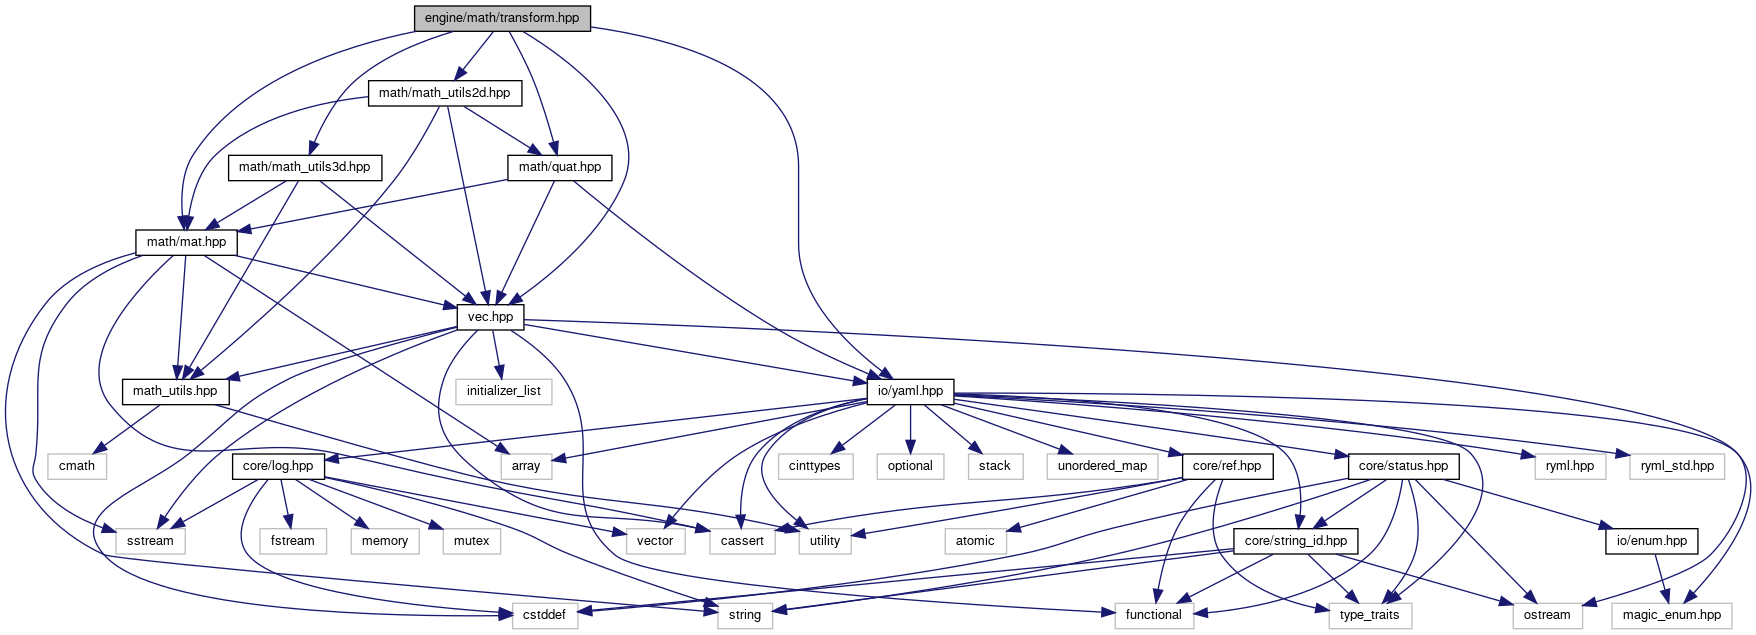 engine/math/transform.hpp
math/math_utils2d.hpp
math/math_utils3d.hpp
math/quat.hpp
math/mat.hpp
vec.hpp
math_utils.hpp
initializer_list
io/yaml.hpp
cmath
core/log.hpp
array
cinttypes
optional
stack
unordered_map
core/ref.hpp
core/status.hpp
ryml.hpp
ryml_std.hpp
sstream
fstream
memory
mutex
vector
cassert
utility
atomic
core/string_id.hpp
io/enum.hpp
cstddef
string
functional
type_traits
ostream
magic_enum.hpp